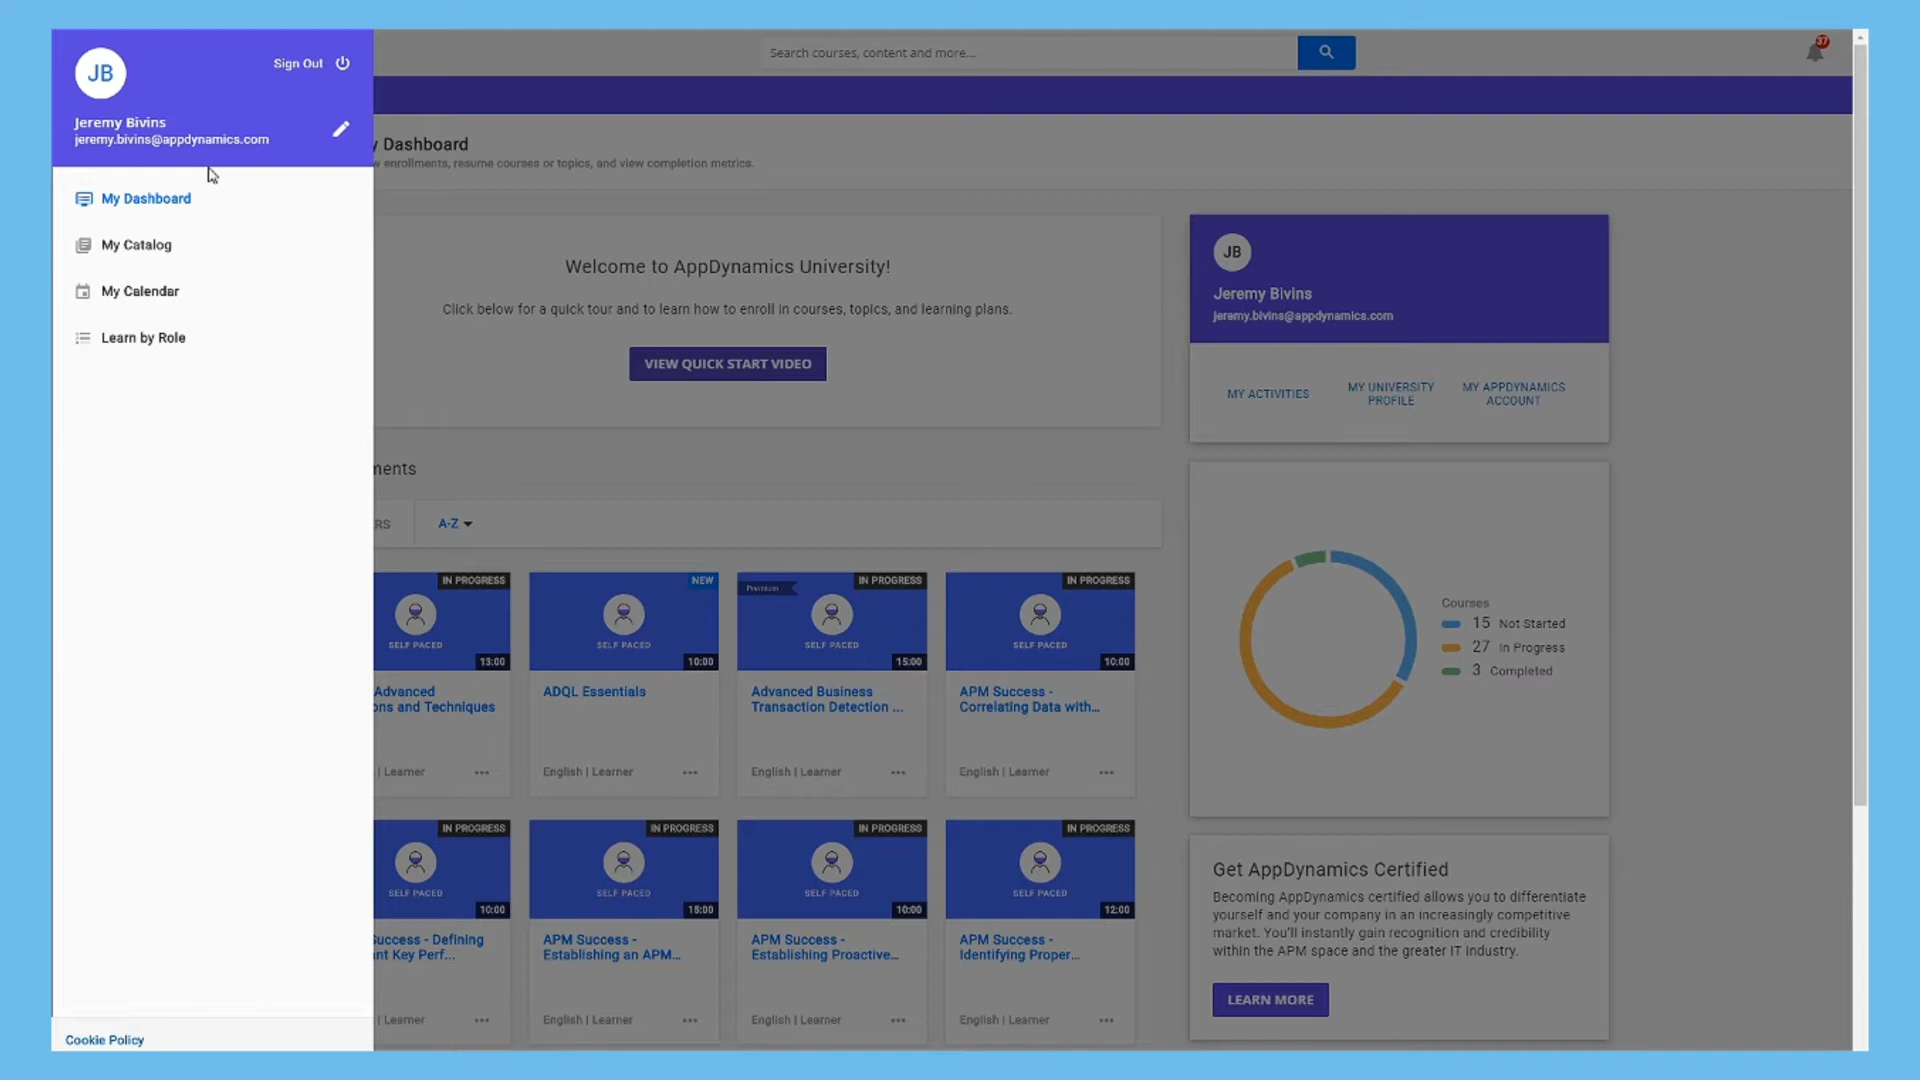 JB
Sign Out
Jeremy Bivins
jeremy.bivins@appdynamics.com
My Dashboard
My Catalog
My Calendar
Learn by Role
Cookie Policy
Search courses, content and more...
37
y Dashboard
w enrollments, resume courses or topics, and view completion metrics.
Welcome to AppDynamics University!
Click below for a quick tour and to learn how to enroll in courses, topics, and learning plans.
VIEW QUICK START VIDEO
ments
RS
A-Z
IN PROGRESS
SELF PACED
13:00
Advanced
ons and Techniques
| Learner
NEW
SELF PACED
10:00
ADQL Essentials
English | Learner
Premium
IN PROGRESS
SELF PACED
15:00
Advanced Business
Transaction Detection ...
English | Learner
IN PROGRESS
SELF PACED
10:00
APM Success -
Correlating Data with...
English | Learner
IN PROGRESS
SELF PACED
10:00
Success - Defining
nt Key Perf...
| Learner
IN PROGRESS
SELF PACED
15:00
APM Success -
Establishing an APM...
English | Learner
IN PROGRESS
SELF PACED
10:00
APM Success -
Establishing Proactive...
English | Learner
IN PROGRESS
SELF PACED
12:00
APM Success -
Identifying Proper...
English | Learner
JB
Jeremy Bivins
jeremy.bivins@appdynamics.com
MY ACTIVITIES
MY UNIVERSITY
PROFILE
MY APPDYNAMICS
ACCOUNT
Courses
15 Not Started
27 In Progress
3 Completed
Get AppDynamics Certified
Becoming AppDynamics certified allows you to differentiate
yourself and your company in an increasingly competitive
market. You'll instantly gain recognition and credibility
within the APM space and the greater IT industry.
LEARN MORE